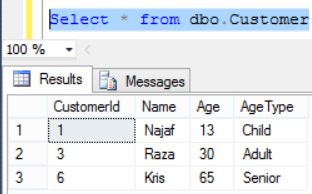 Select * from dbo.Customer
100 %
Results Messages
CustomerId Name Age AgeType
1 1 Najaf 13 Child
2 3 Raza 30 Adult
3 6 Kris 65 Senior